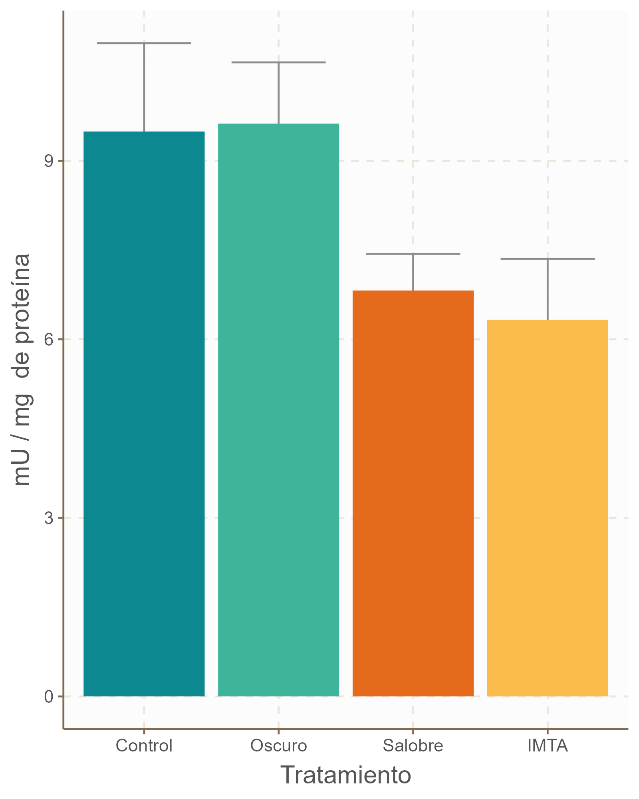 mU / mg  de proteína
9
6
3
0
Control Oscuro Salobre IMTA
Tratamiento